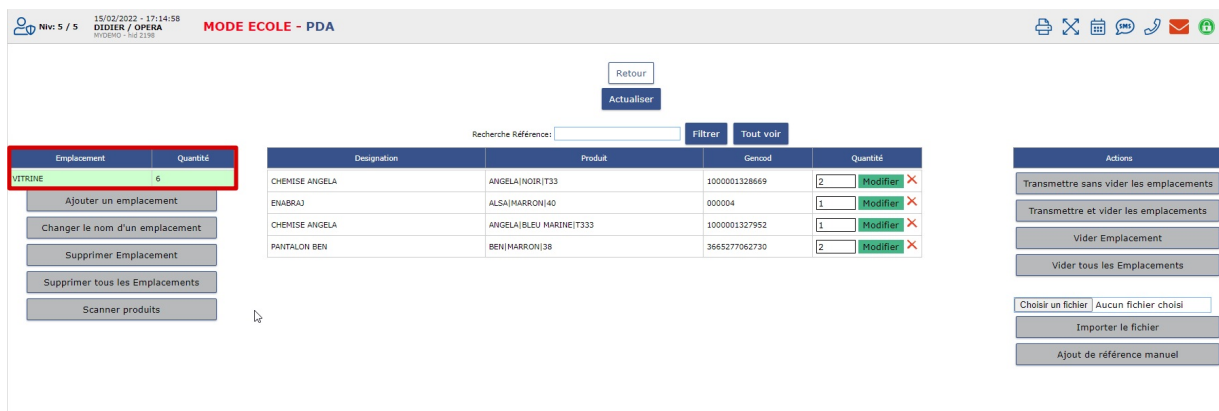 Niv: 5 / 5
15/02/2022 - 17:14:58
DIDIER / OPERA
MYDEMO - hid 2198
MODE ECOLE - PDA
SMS
Retour
Actualiser
Recherche Référence: Filtrer Tout voir
Emplacement Quantité
VITRINE 6
Ajouter un emplacement
Changer le nom d'un emplacement
Supprimer Emplacement
Supprimer tous les Emplacements
Scanner produits
Designation Produit Gencod Quantité
CHEMISE ANGELA ANGELA|NOIR|T33 1000001328669 2 Modifier
ENABRAJ ALSA|MARRON|40 000004 1 Modifier
CHEMISE ANGELA ANGELA|BLEU MARINE|T333 1000001327952 1 Modifier
PANTALON BEN BEN|MARRON|38 3665277062730 2 Modifier
Actions
Transmettre sans vider les emplacements
Transmettre et vider les emplacements
Vider Emplacement
Vider tous les Emplacements
Choisir un fichier Aucun fichier choisi
Importer le fichier
Ajout de référence manuel